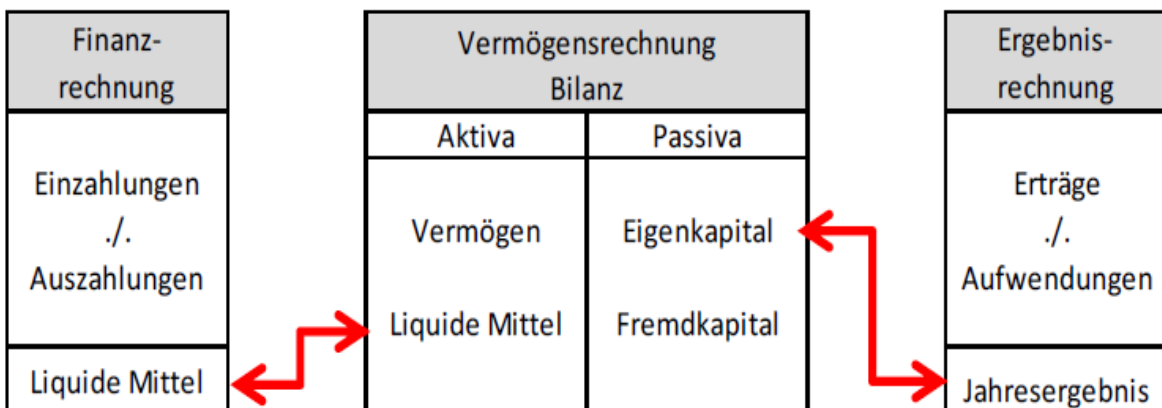 Finanz-
rechnung
Einzahlungen
./.
Auszahlungen
Liquide Mittel
Vermögensrechnung
Bilanz
Aktiva
Passiva
Vermögen
Eigenkapital
Liquide Mittel
Fremdkapital
Ergebnis-
rechnung
Erträge
./.
Aufwendungen
Jahresergebnis